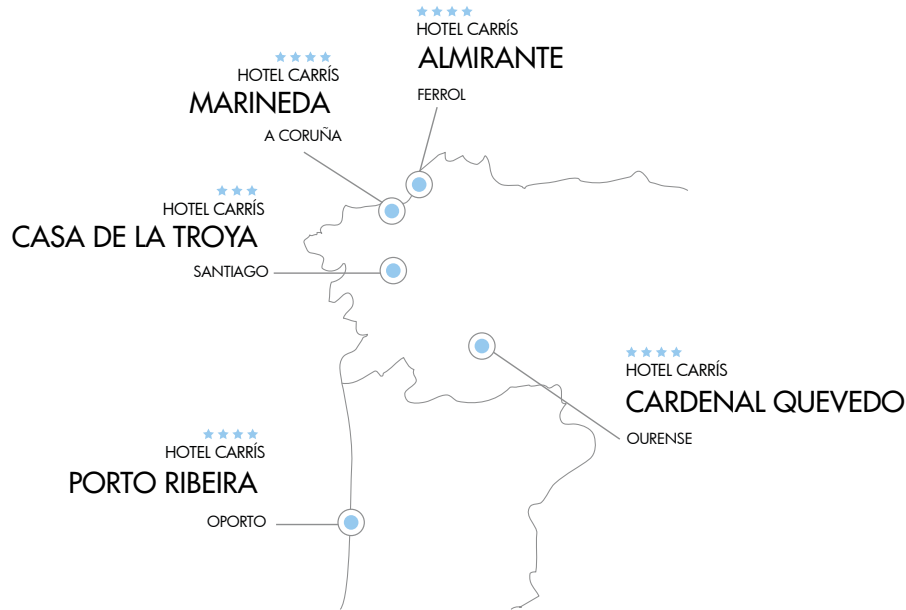 HOTEL CARRÍS
ALMIRANTE
FERROL
HOTEL CARRÍS
MARINEDA
A CORUÑA
HOTEL CARRÍS
CASA DE LA TROYA
SANTIAGO
HOTEL CARRÍS
CARDENAL QUEVEDO
OURENSE
HOTEL CARRÍS
PORTO RIBEIRA
OPORTO